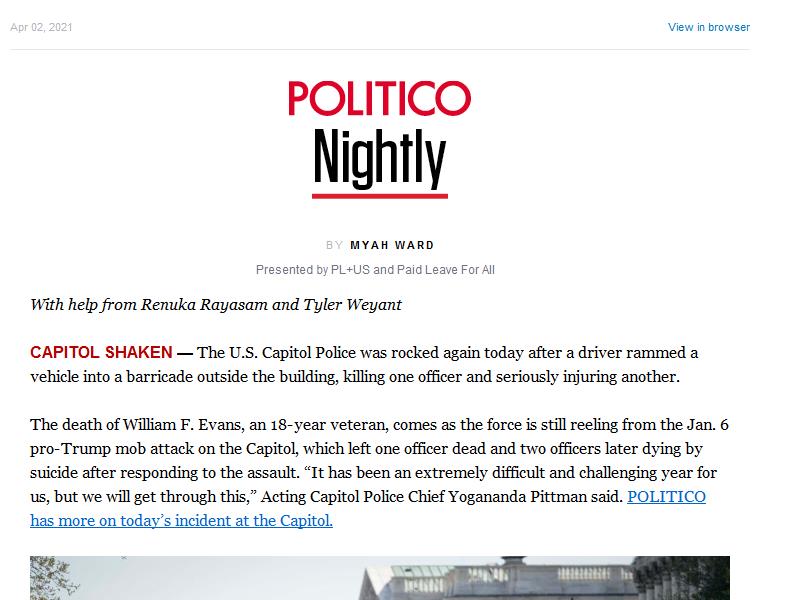 Apr 02, 2021
View in browser
POLITICO
Nightly
BY MYAH WARD
Presented by PL+US and Paid Leave For All
With help from Renuka Rayasam and Tyler Weyant
CAPITOL SHAKEN — The U.S. Capitol Police was rocked again today after a driver rammed a
vehicle into a barricade outside the building, killing one officer and seriously injuring another.
The death of William F. Evans, an 18-year veteran, comes as the force is still reeling from the Jan. 6
pro-Trump mob attack on the Capitol, which left one officer dead and two officers later dying by
suicide after responding to the assault. “It has been an extremely difficult and challenging year for
us, but we will get through this,” Acting Capitol Police Chief Yogananda Pittman said. POLITICO
has more on today’s incident at the Capitol.